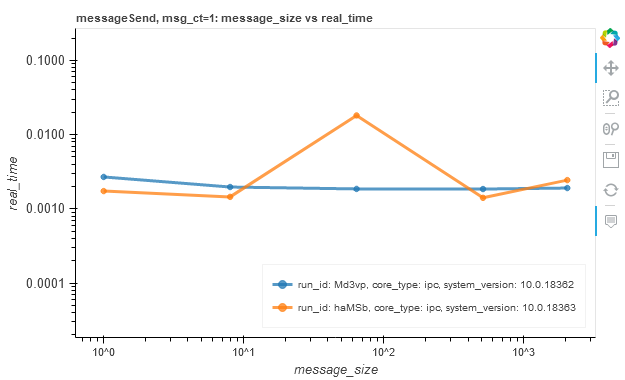 messageSend, msg_ct=1: message_size vs real_time
0.1000
0.0100
0.0010
0.0001
real_time
run_id: Md3vp, core_type: ipc, system_version: 10.0.18362
run_id: haMSb, core_type: ipc, system_version: 10.0.18363
10^0
10^1
10^2
10^3
message_size